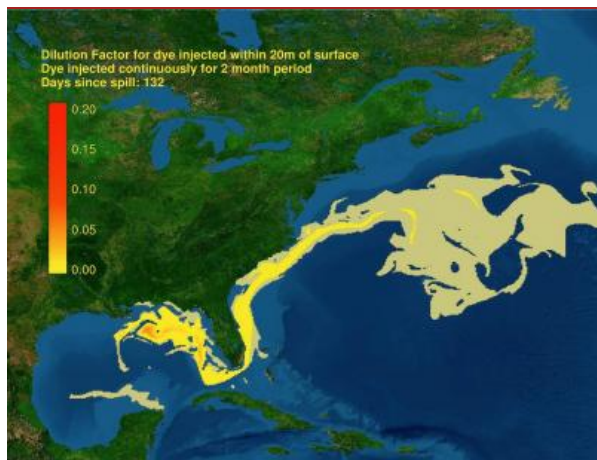 Dilution Factor for dye injected within 20m of surface
Dye injected continuously for 2 month period
Days since spill: 132
0.20
0.15
0.10
0.05
0.00